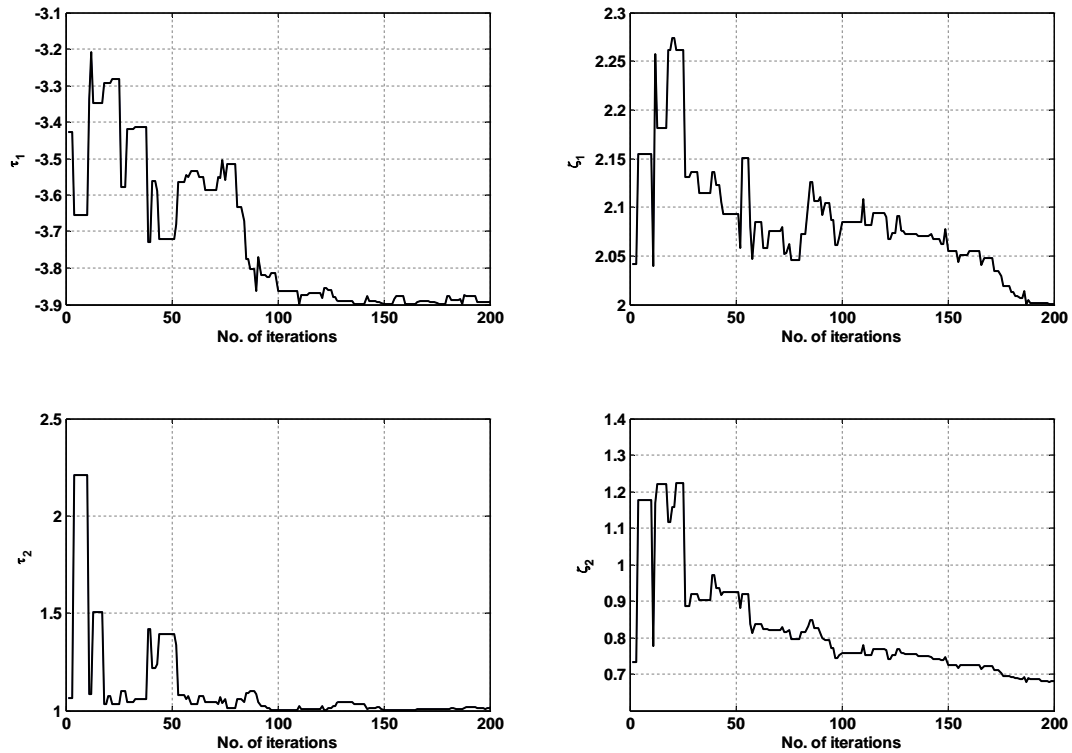 -3.1
-3.2
-3.3
-3.4
-3.5
-3.6
-3.7
-3.8
-3.9
τ1
0 50 100 150 200
No. of iterations
2.3
2.25
2.2
2.15
2.1
2.05
2
ζ1
0 50 100 150 200
No. of iterations
2.5
2
1.5
1
τ2
0 50 100 150 200
No. of iterations
1.4
1.3
1.2
1.1
1
0.9
0.8
0.7
ζ2
0 50 100 150 200
No. of iterations